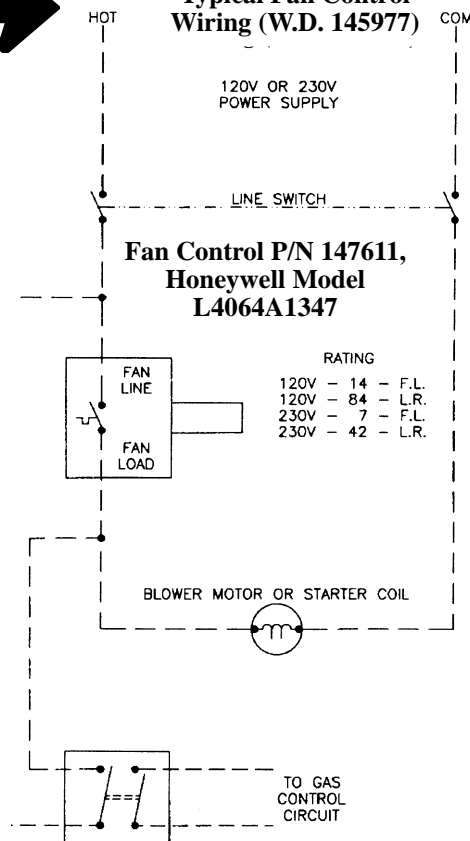 Typical Fan Control
HOT
Wiring (W.D. 145977)
COM
120V OR 230V
POWER SUPPLY
LINE SWITCH
Fan Control P/N 147611,
Honeywell Model
L4064A1347
FAN
LINE
FAN
LOAD
RATING
120V – 14 – F.L.
120V – 84 – L.R.
230V – 7 – F.L.
230V – 42 – L.R.
BLOWER MOTOR OR STARTER COIL
TO GAS
CONTROL
CIRCUIT